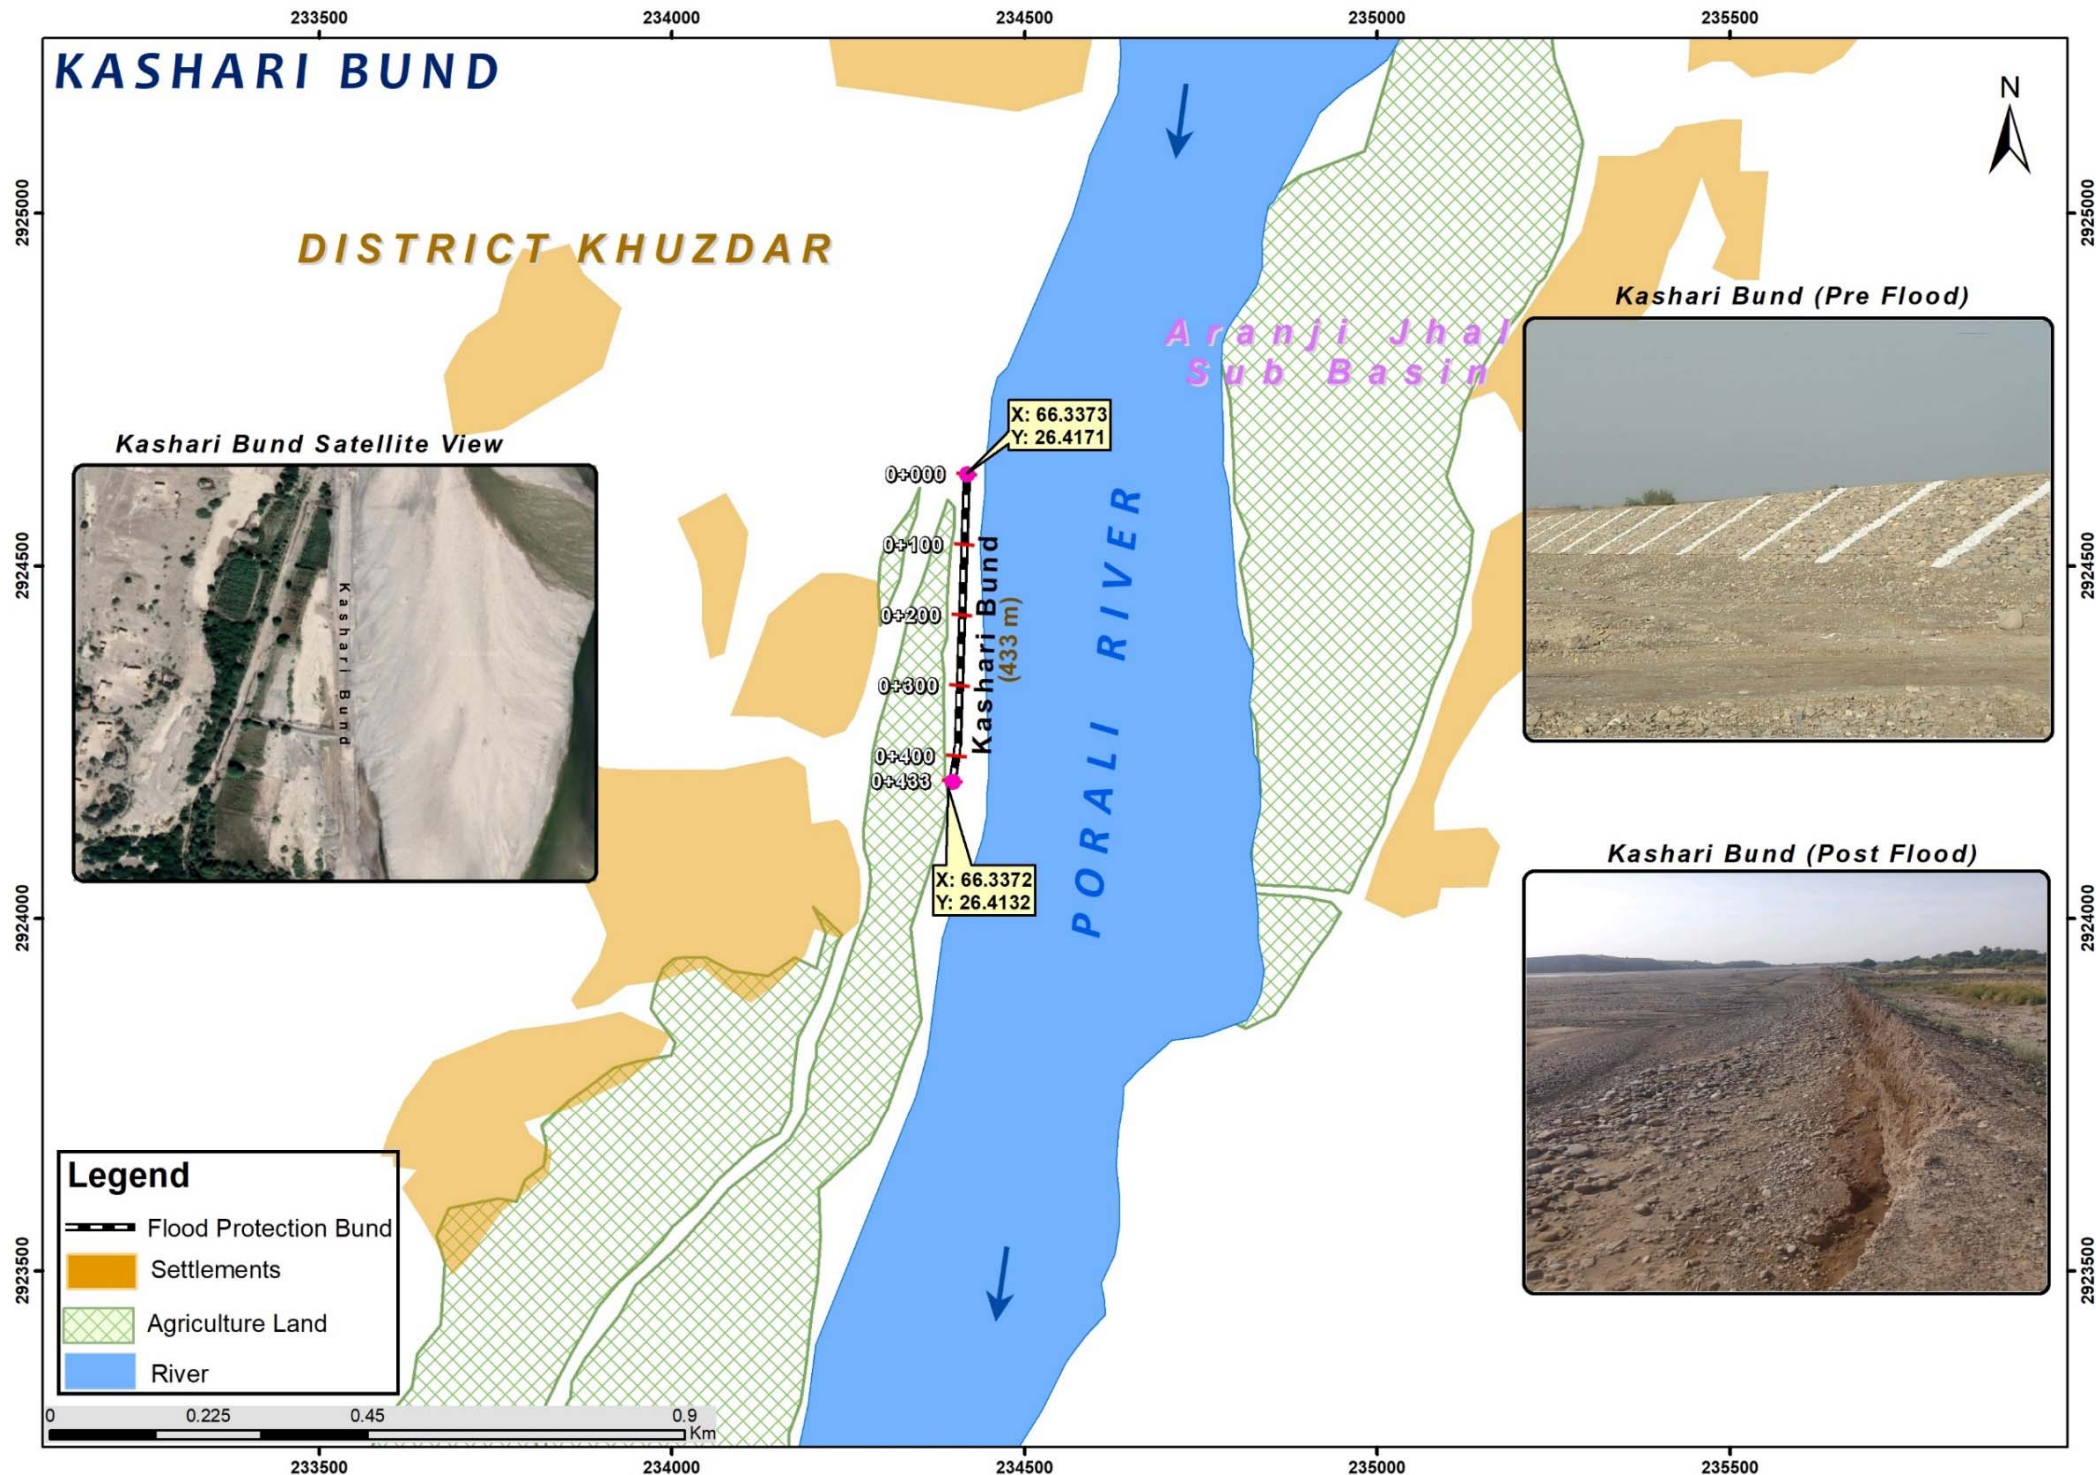 233500
234000
234500
235000
235500
KASHARI BUND
N
2925000
2925000
DISTRICT KHUZDAR
Kashari Bund (Pre Flood)
Aranji Jhal
Sub Basin
X: 66.3373
Y: 26.4171
Kashari Bund Satellite View
0+000
0+100
0+200
0+300
0+400
0+433
Kashari Bund
(433 m)
Kashari Bund
PORALI RIVER
2924500
2924500
X: 66.3372
Y: 26.4132
Kashari Bund (Post Flood)
2924000
2924000
Legend
Flood Protection Bund
Settlements
Agriculture Land
River
2923500
2923500
0
0.225
0.45
0.9
Km
233500
234000
234500
235000
235500